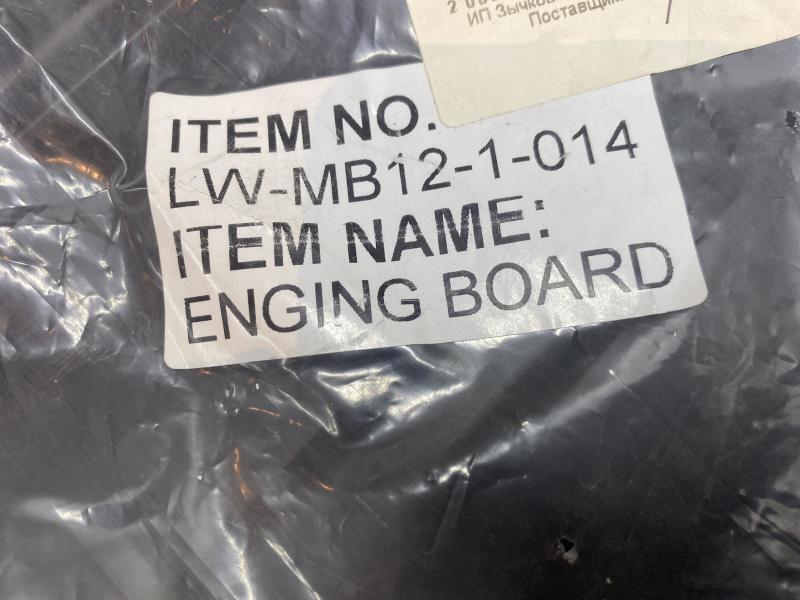 ИП Зычков
Поставщик
ITEM NO.
LW-MB12-1-014
ITEM NAME:
ENGING BOARD